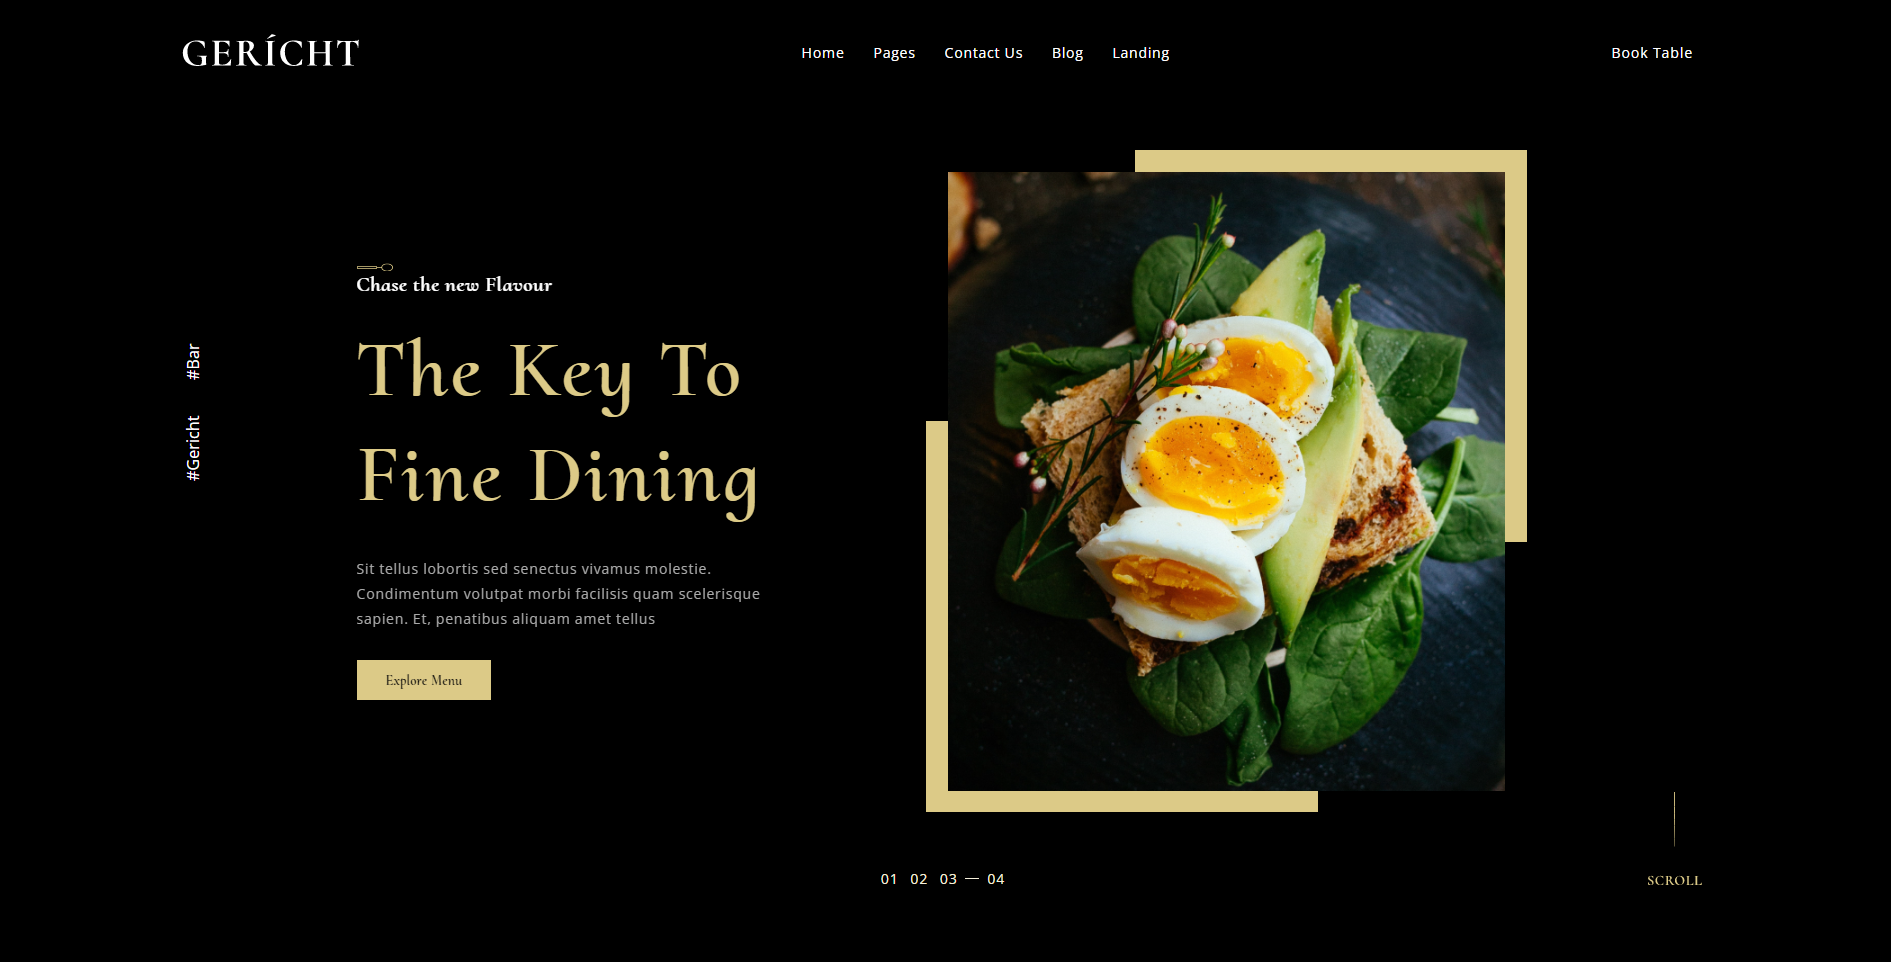 GERÍCHT
Home Pages Contact Us Blog Landing
Book Table
Chase the new Flavour
The Key To
Fine Dining
#Bar
#Gericht
Sit tellus lobortis sed senectus vivamus molestie.
Condimentum volutpat morbi facilisis quam scelerisque
sapien. Et, penatibus aliquam amet tellus
Explore Menu
01 02 03 — 04
SCROLL